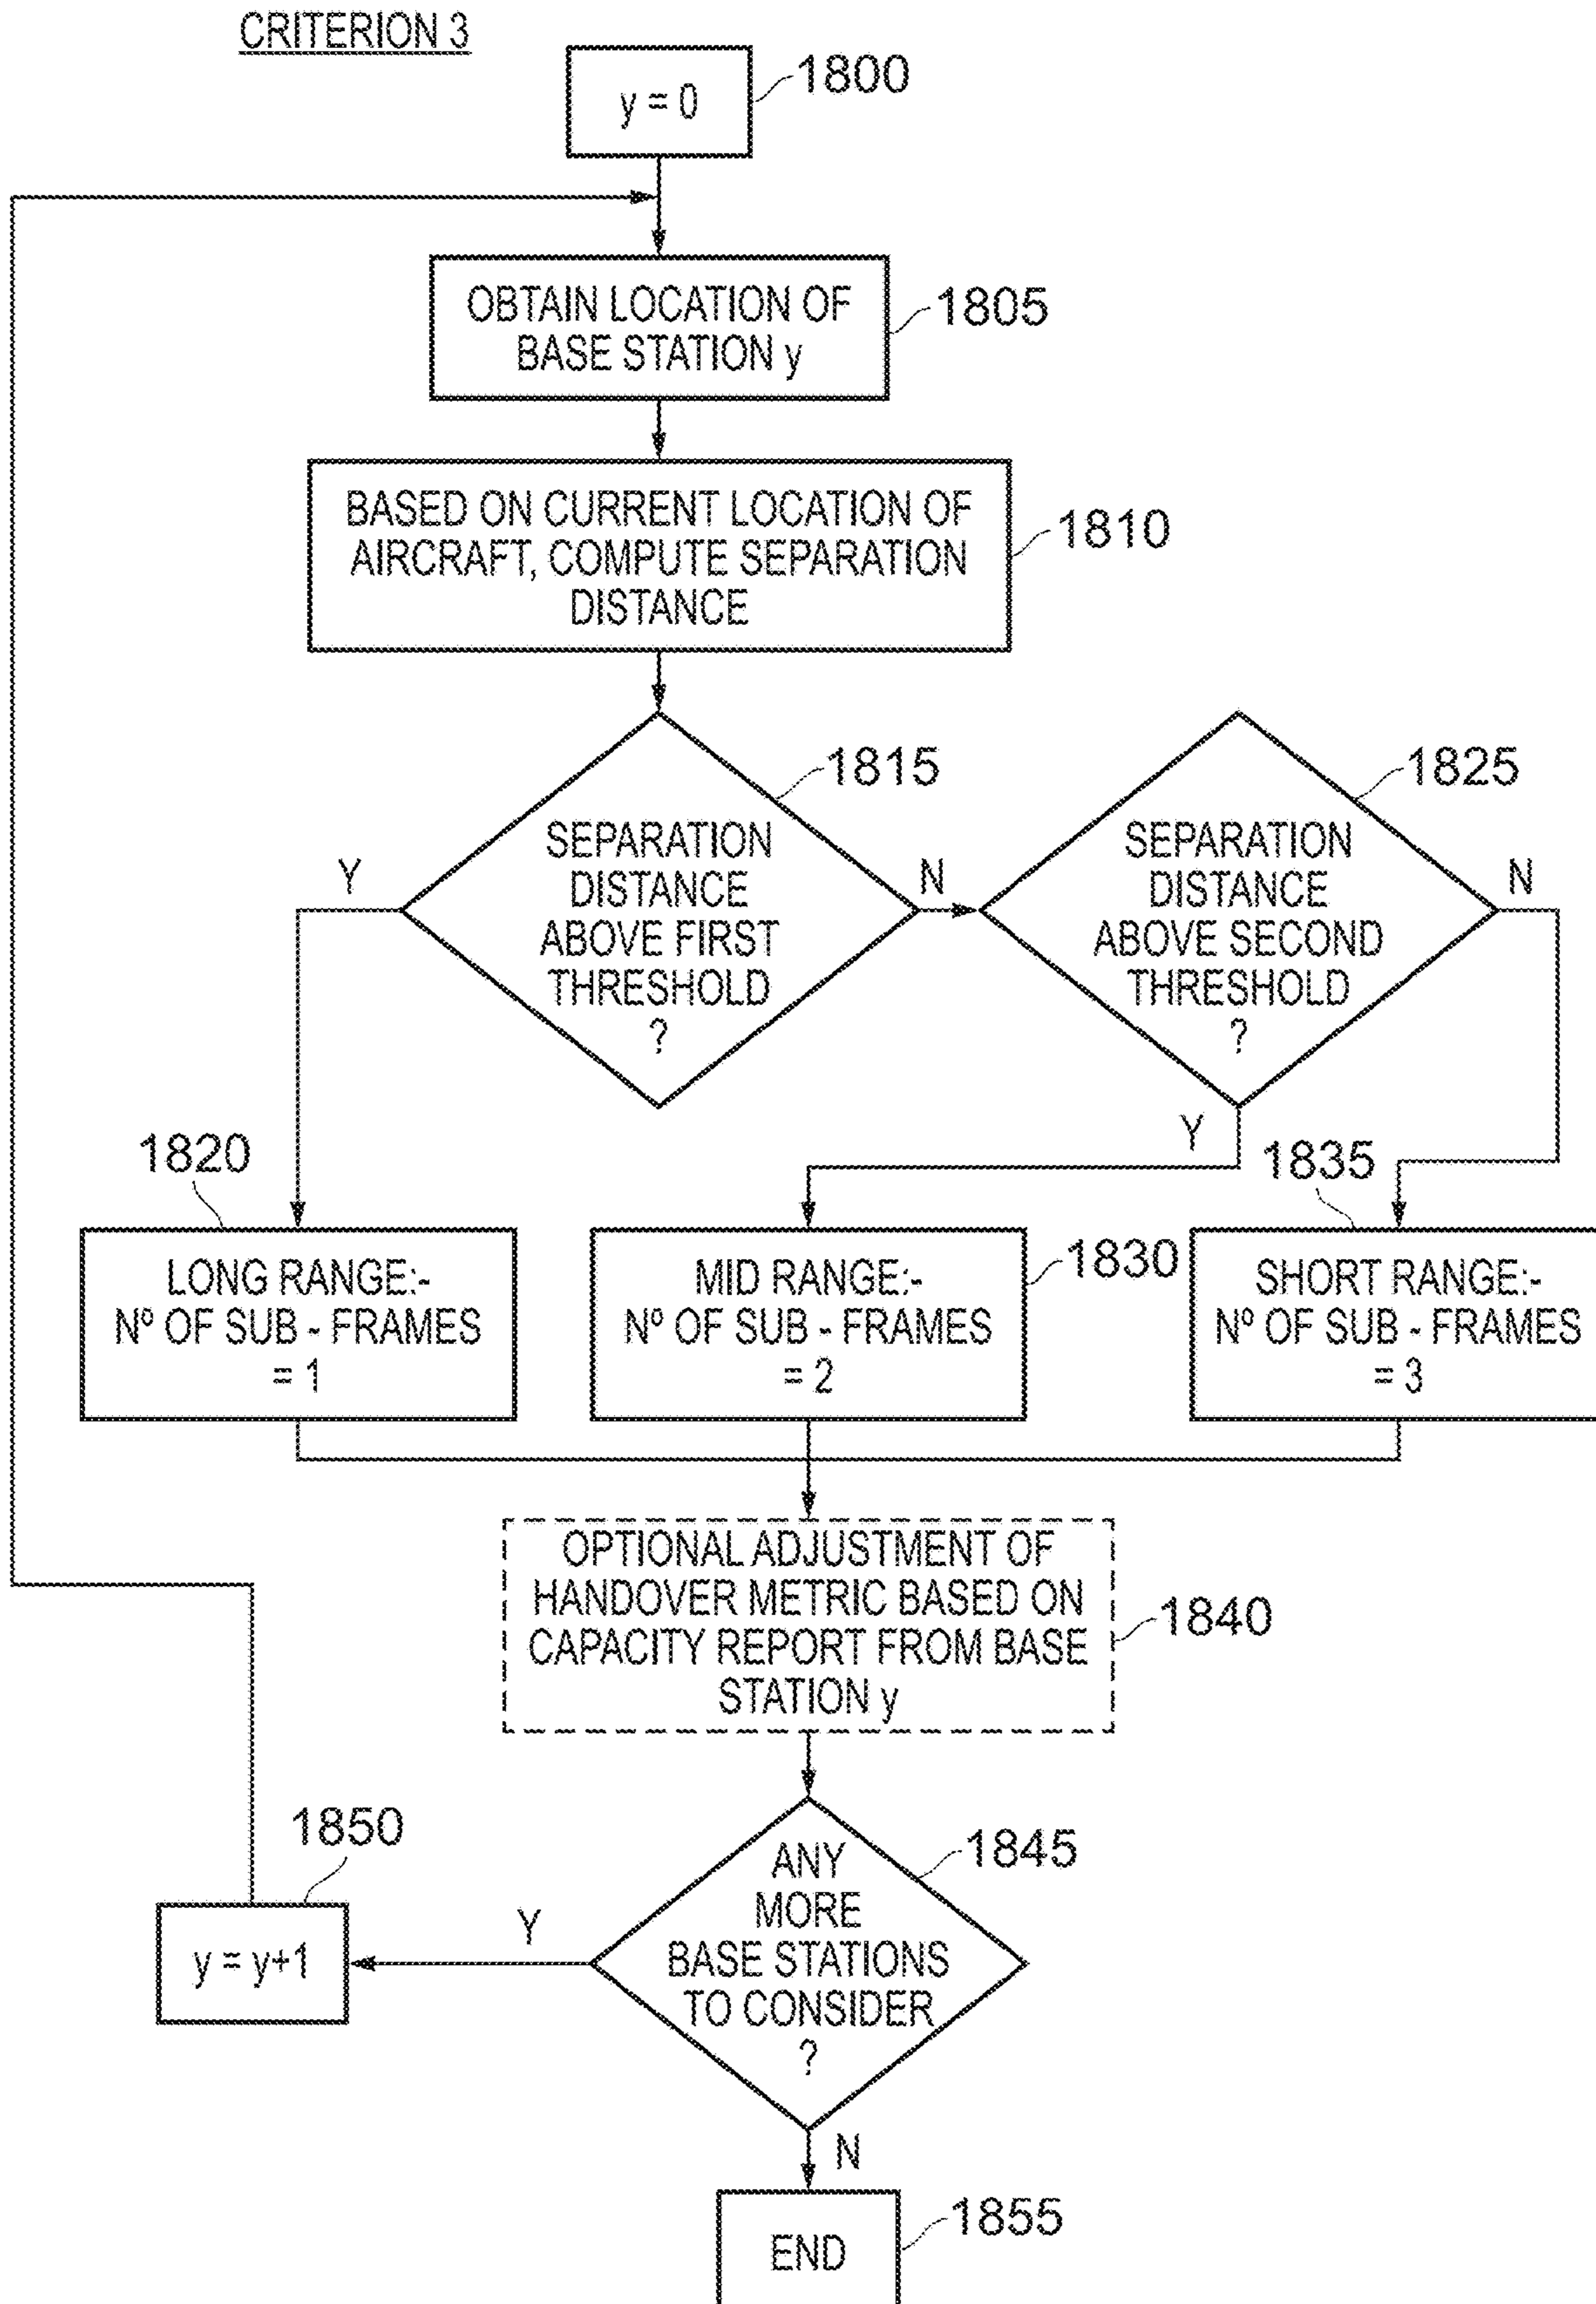 CRITERION 3
y = 0
1800
OBTAIN LOCATION OF
BASE STATION y
1805
BASED ON CURRENT LOCATION OF
AIRCRAFT, COMPUTE SEPARATION
DISTANCE
1810
SEPARATION
DISTANCE
ABOVE FIRST
THRESHOLD
?
1815
Y
N
SEPARATION
DISTANCE
ABOVE SECOND
THRESHOLD
?
1825
N
Y
1820
LONG RANGE:-
Nº OF SUB - FRAMES
= 1
MID RANGE:-
Nº OF SUB - FRAMES
= 2
1830
1835
SHORT RANGE:-
Nº OF SUB - FRAMES
= 3
OPTIONAL ADJUSTMENT OF
HANDOVER METRIC BASED ON
CAPACITY REPORT FROM BASE
STATION y
1840
ANY
MORE
BASE STATIONS
TO CONSIDER
?
1845
Y
1850
y = y+1
N
END
1855